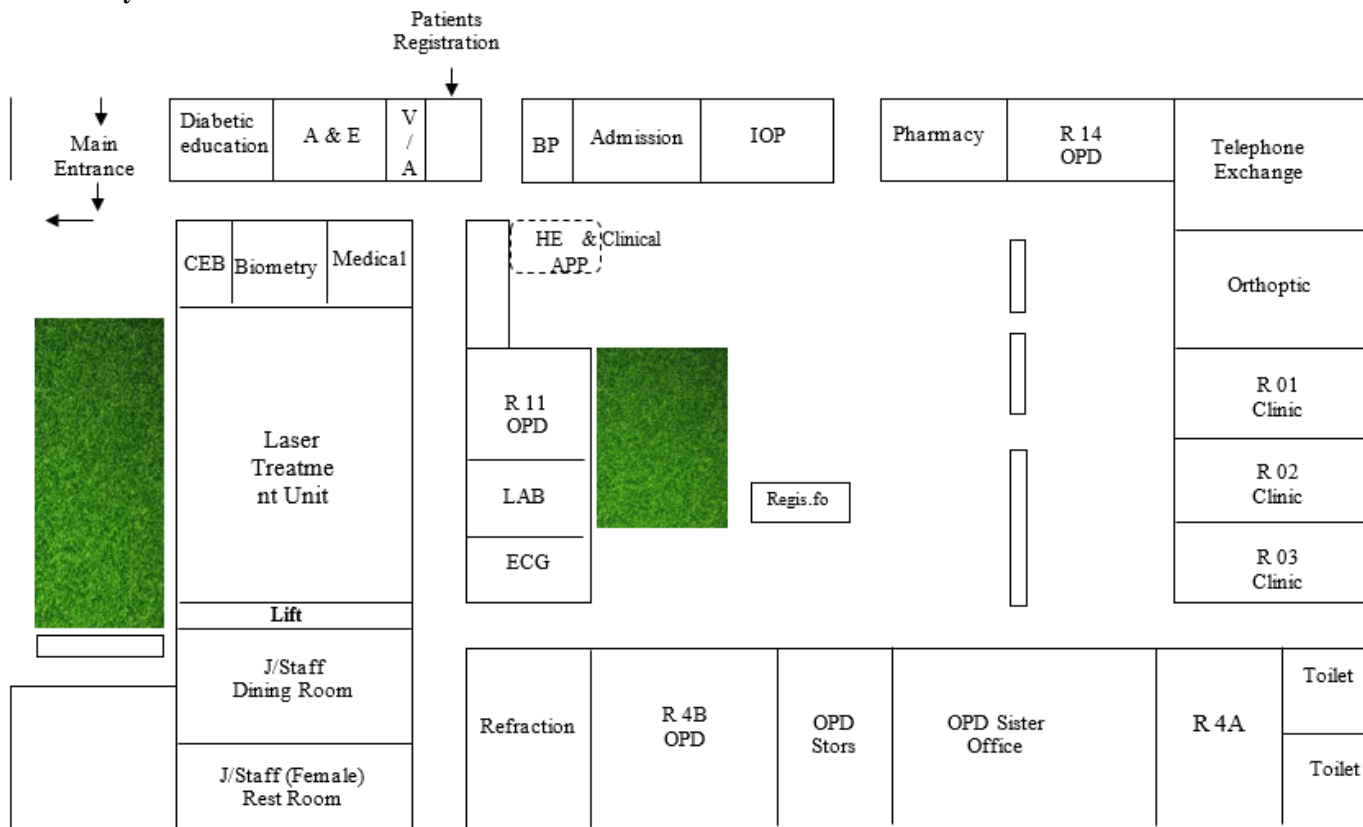 Patients
Registration
Main
Entrance
Diabetic
education
A & E
V
/
A
BP
Admission
IOP
Pharmacy
R 14
OPD
Telephone
Exchange
CEB
Biometry
Medical
HE & Clinical
APP
Orthoptic
Laser
Treatme
nt Unit
R 11
OPD
LAB
ECG
Regis.fo
R 01
Clinic
R 02
Clinic
R 03
Clinic
Lift
J/Staff
Dining Room
J/Staff (Female)
Rest Room
Refraction
R 4B
OPD
OPD
Stors
OPD Sister
Office
R 4A
Toilet
Toilet